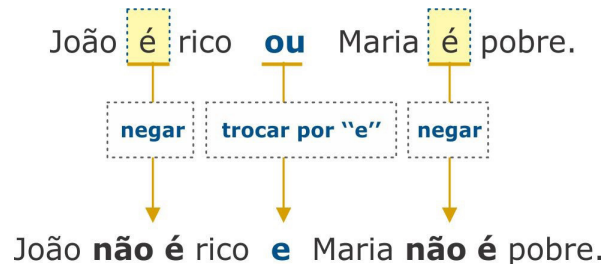 João é rico ou Maria é pobre.
negar trocar por ‘‘e’’ negar
João não é rico e Maria não é pobre.